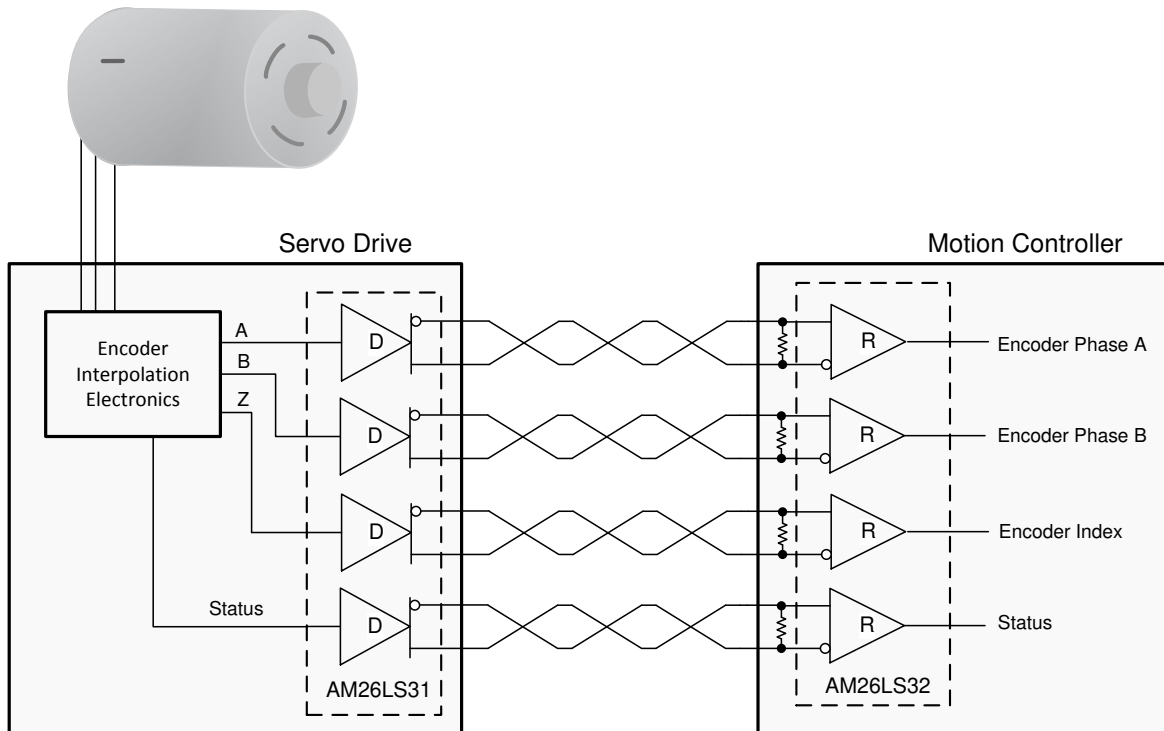 Servo Drive
Motion Controller
Encoder
Interpolation
Electronics
A
B
Z
Status
D
D
D
D
AM26LS31
R
R
R
R
AM26LS32
Encoder Phase A
Encoder Phase B
Encoder Index
Status